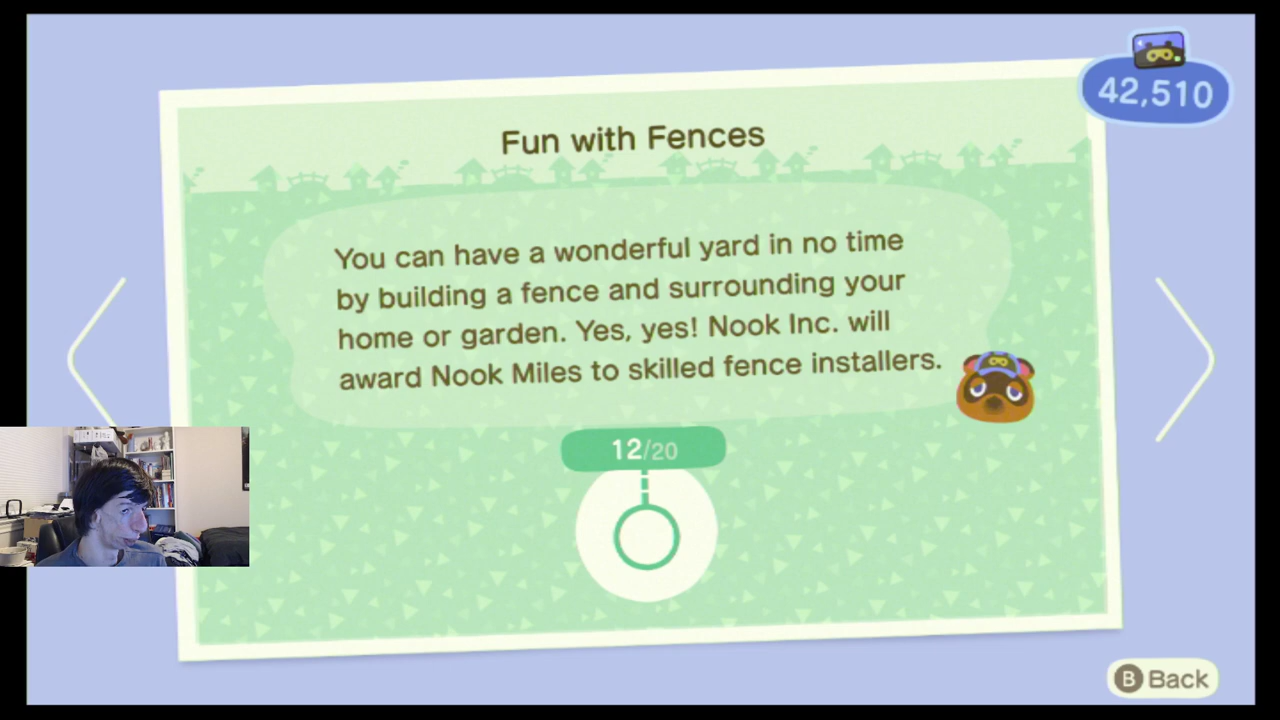 42,510
Fun with Fences
You can have a wonderful yard in no time
by building a fence and surrounding your
home or garden. Yes, yes! Nook Inc. will
award Nook Miles to skilled fence installers.
12/20
B Back